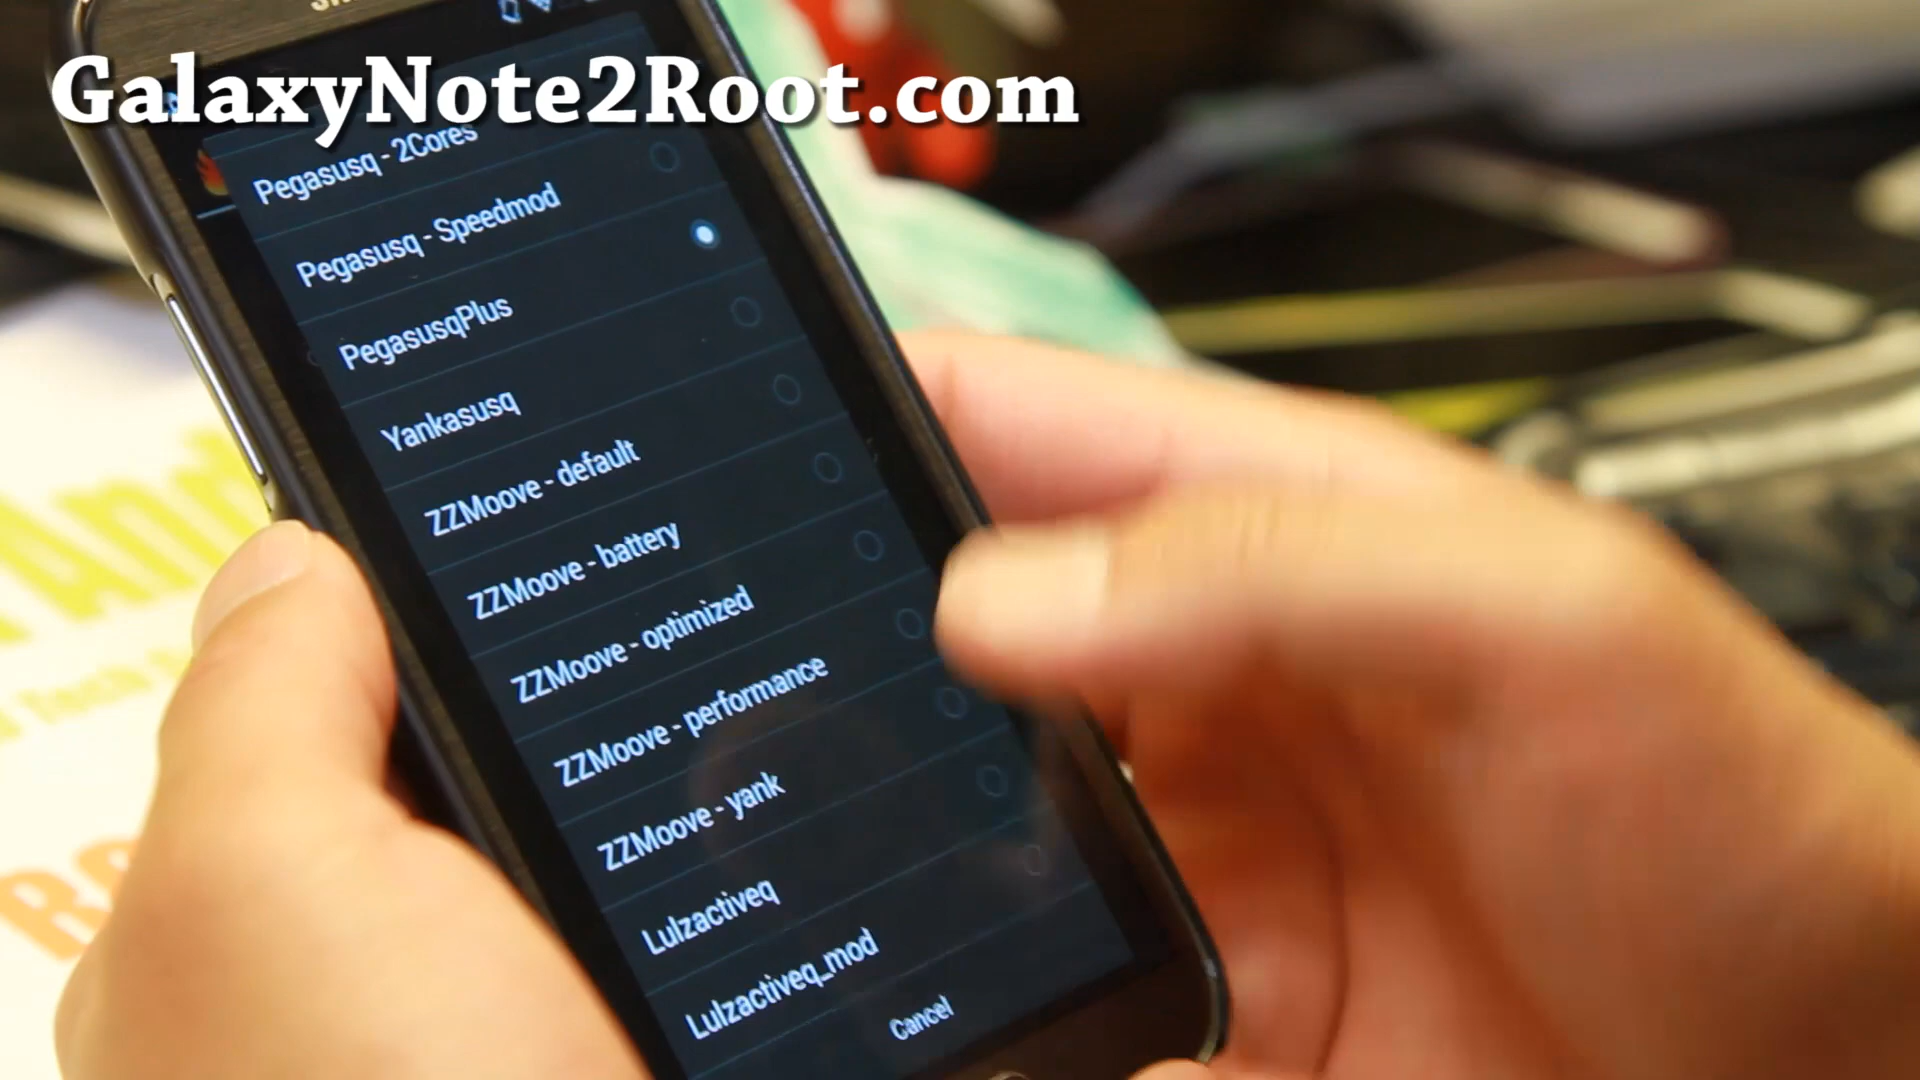 GalaxyNote2Root.com
Pegasusq - 2Cores
Pegasusq - Speedmod
PegasusqPlus
Yankasusq
ZZMoove - default
ZZMoove - battery
ZZMoove - optimized
ZZMoove - performance
ZZMoove - yank
Lulzactiveq
Lulzactiveq_mod
Cancel